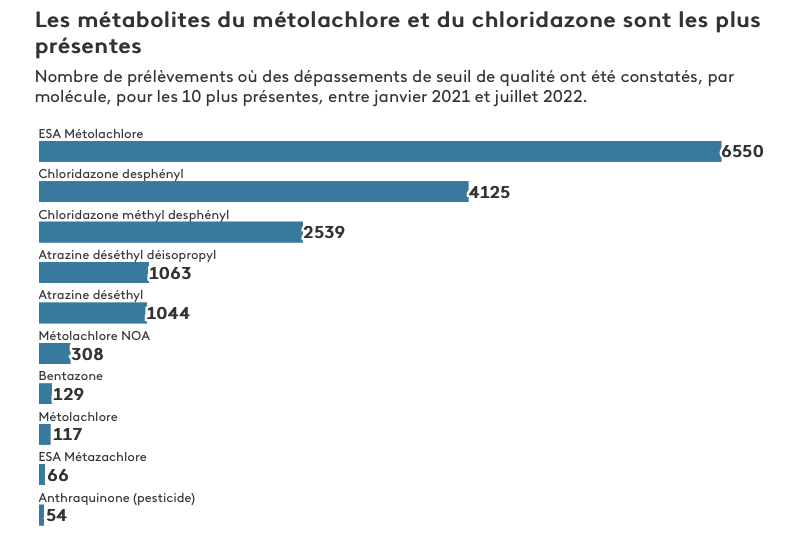 Les métabolites du métolachlore et du chloridazone sont les plus
présentes
Nombre de prélèvements où des dépassements de seuil de qualité ont été constatés, par
molécule, pour les 10 plus présentes, entre janvier 2021 et juillet 2022.
ESA Métolachlore
6550
Chloridazone desphényl
4125
Chloridazone méthyl desphényl
2539
Atrazine déséthyl déisopropyl
1063
Atrazine déséthyl
1044
Métolachlore NOA
308
Bentazone
129
Métolachlore
117
ESA Métazachlore
66
Anthraquinone (pesticide)
54